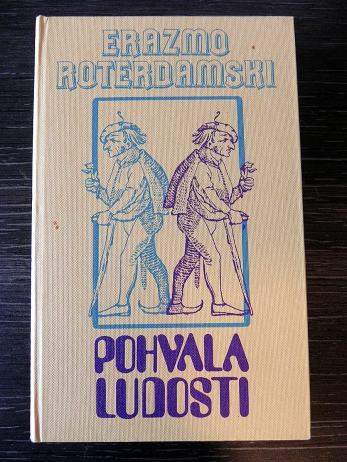 ERAZMO
ROTERDAMSKI
POHVALA
LUDOSTI